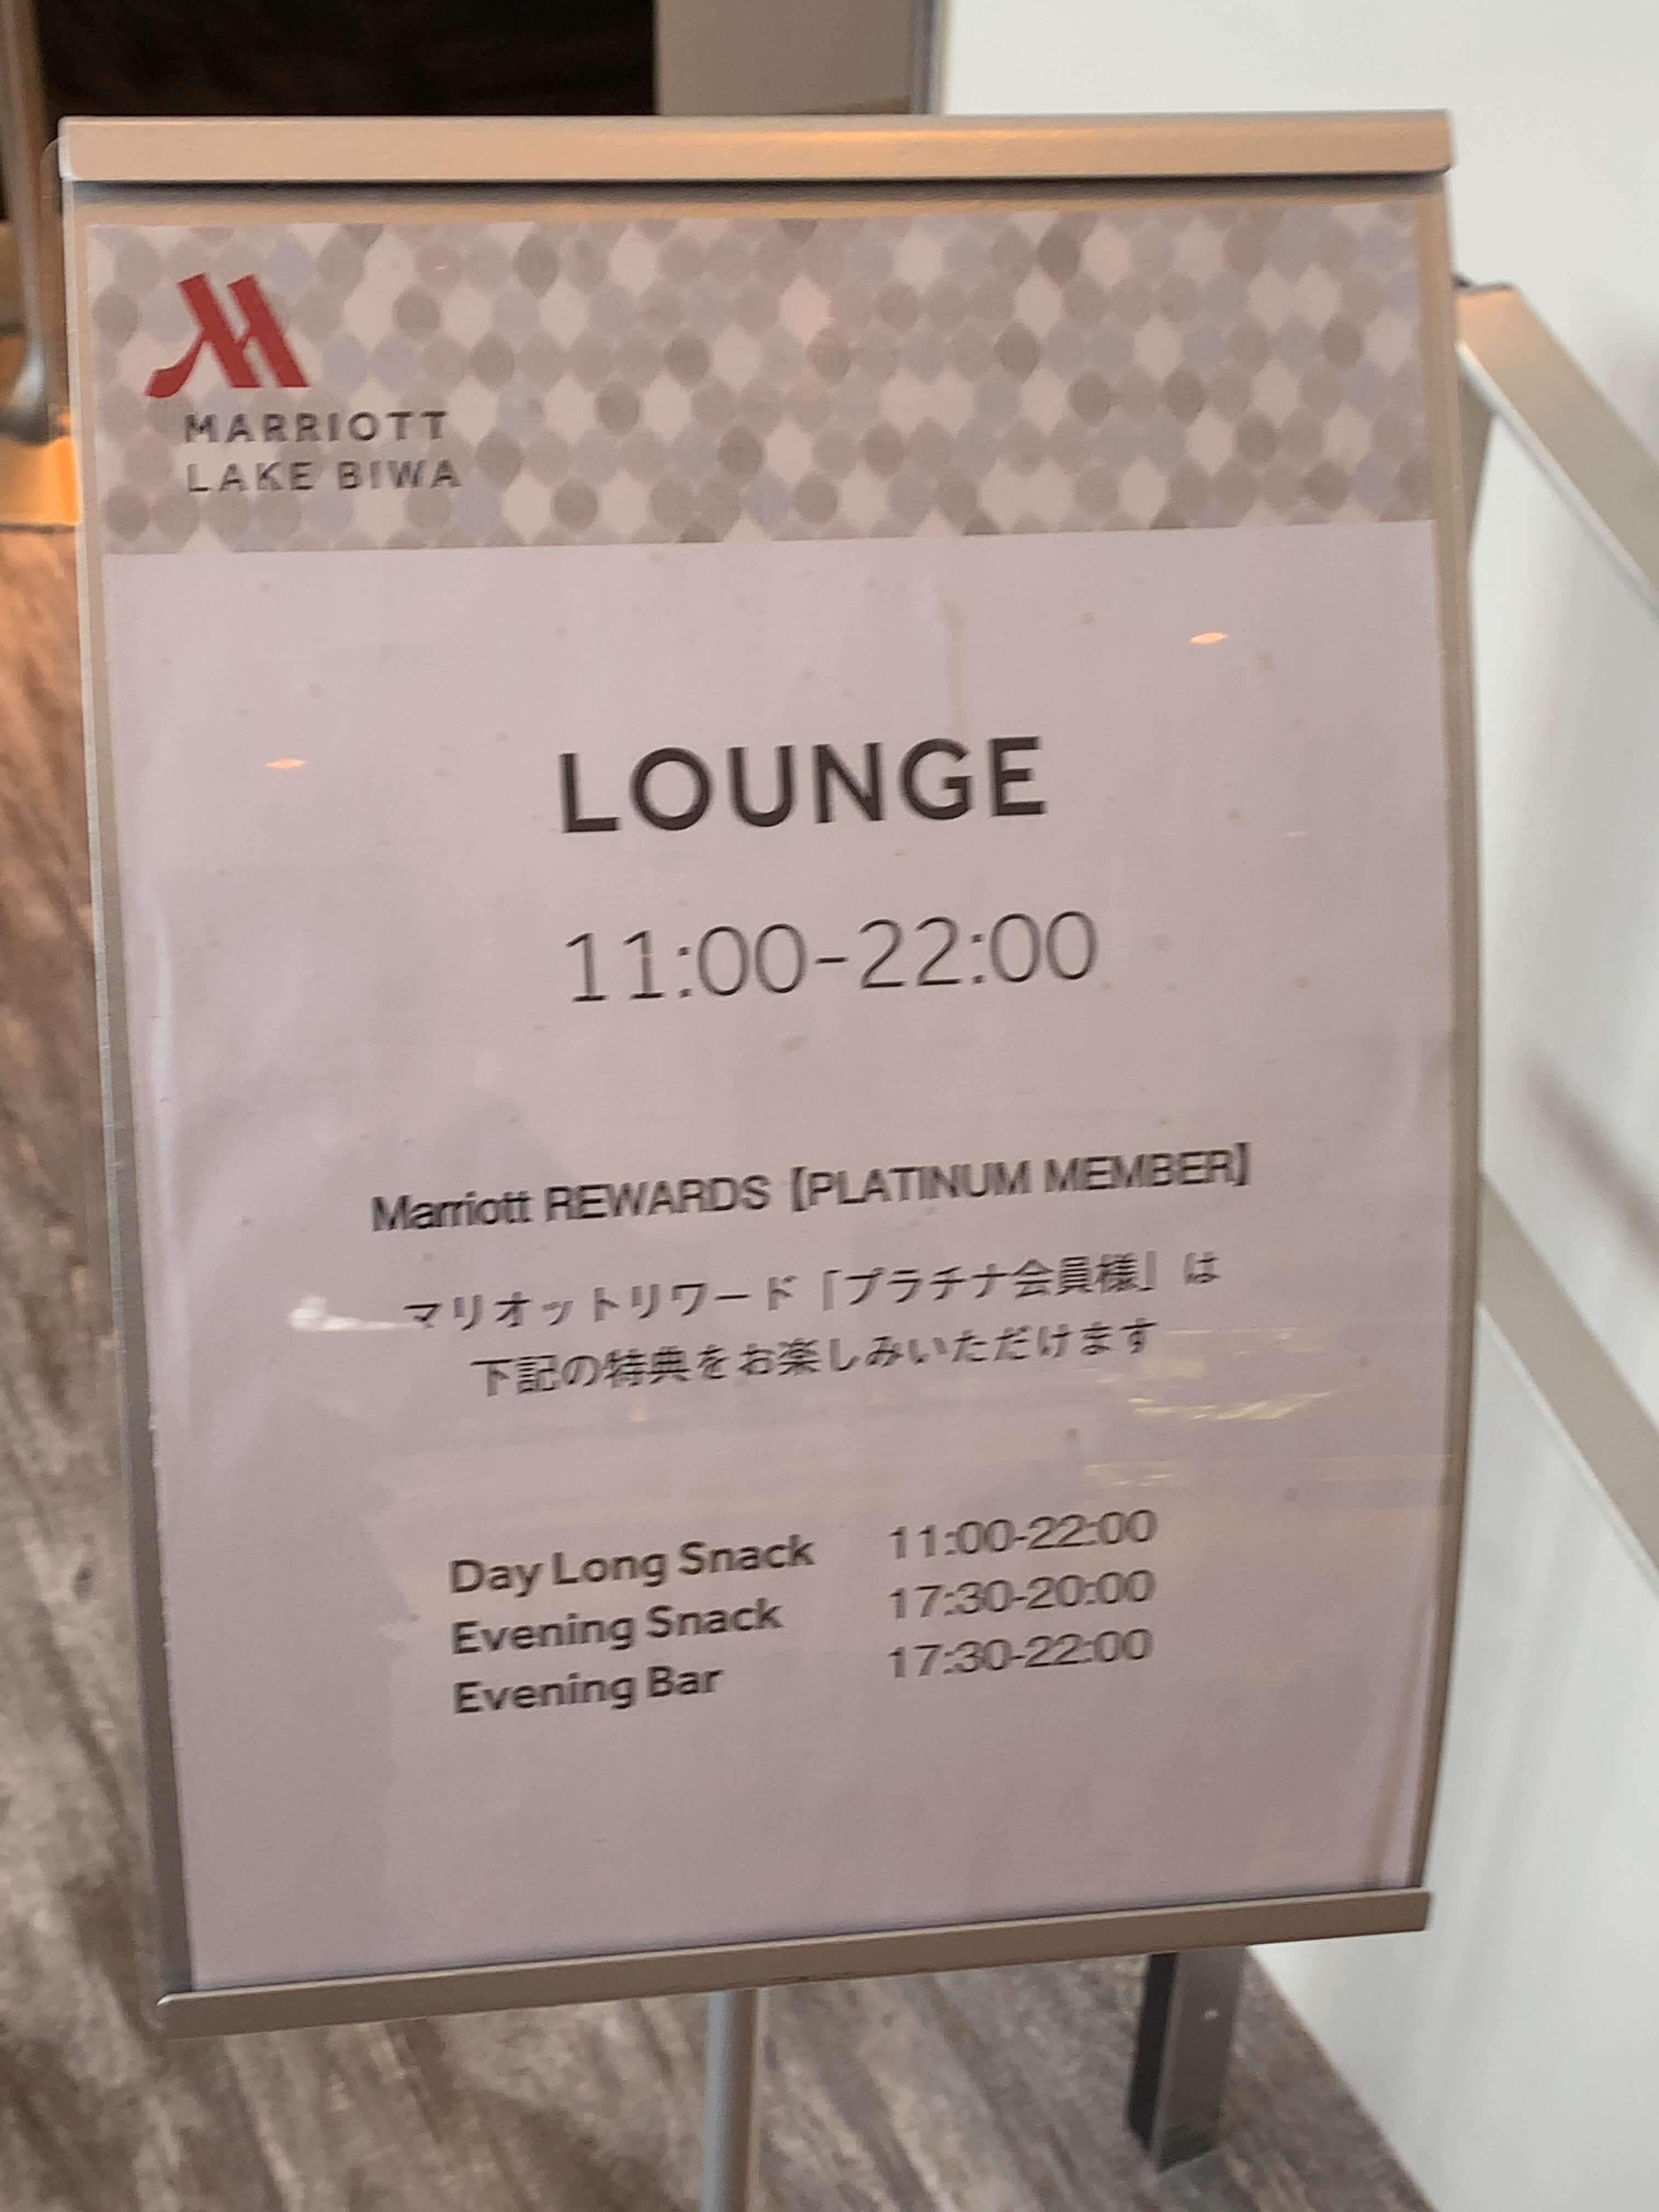 MARRIOTT
LAKE BIWA
LOUNGE
11:00-22:00
Marriott REWARDS【PLATINUM MEMBER】
マリオットリワード「プラチナ会員様」は
下記の特典をお楽しみいただけます
Day Long Snack 11:00-22:00
Evening Snack 17:30-20:00
Evening Bar 17:30-22:00